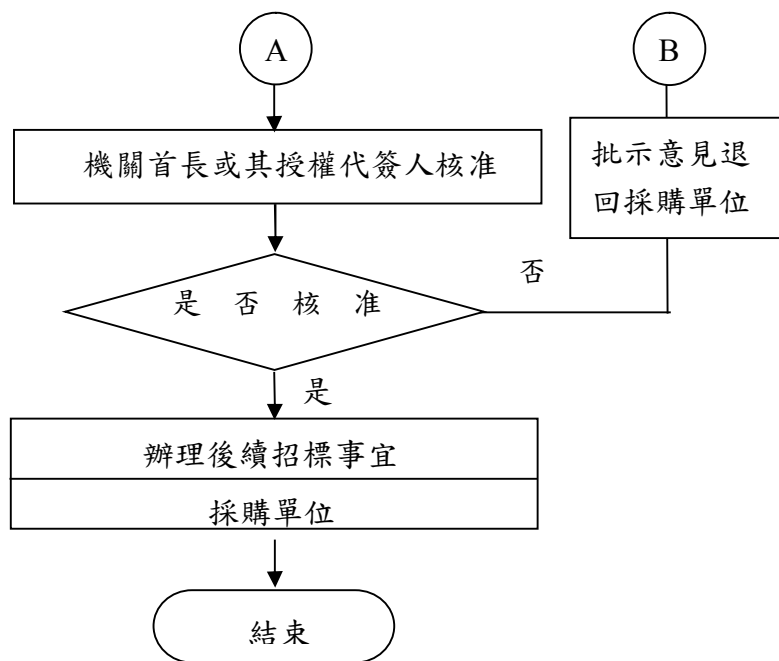 A
B
機關首長或其授權代簽人核准
批示意見退
回採購單位
否
是 否 核 准
是
辦理後續招標事宜
採購單位
結束